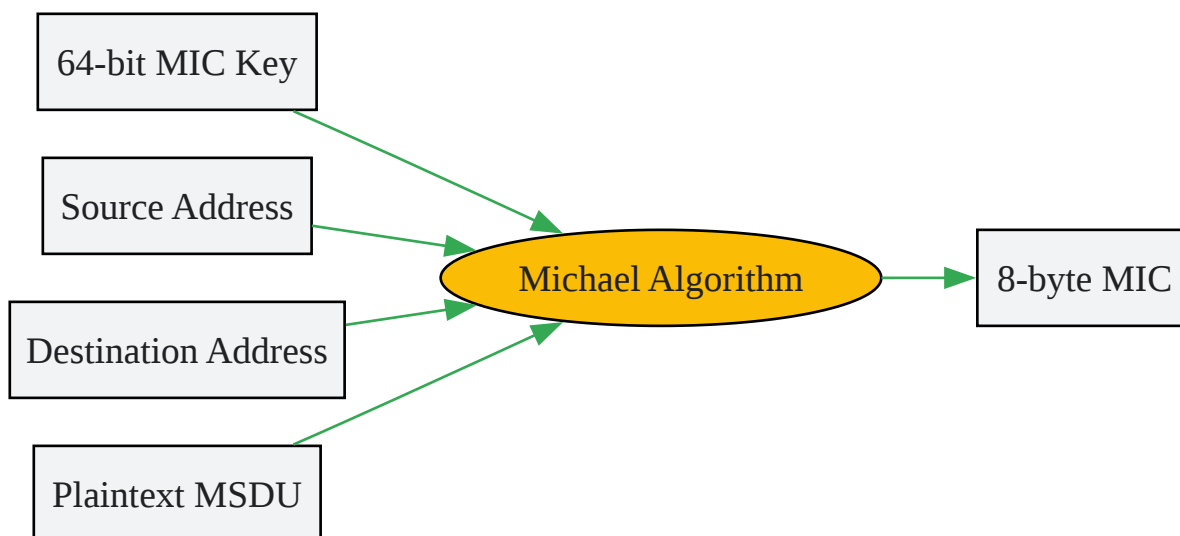 64-bit MIC Key
Source Address
Destination Address
Plaintext MSDU
Michael Algorithm
8-byte MIC